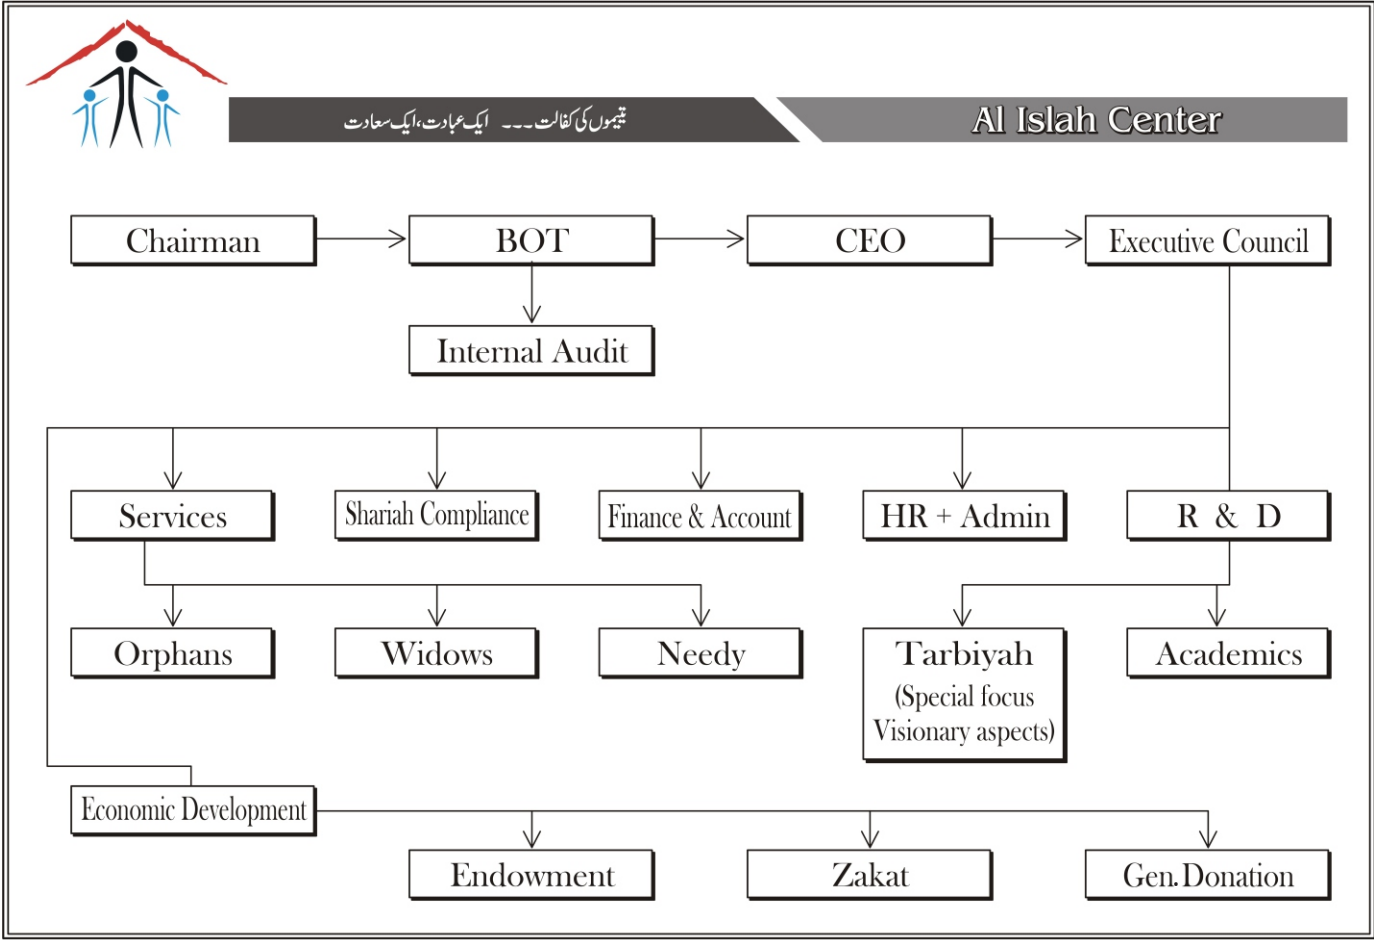 یتیموں کی کفالت۔۔۔ ایک عبادت، ایک سعادت
Al Islah Center
Chairman
BOT
CEO
Executive Council
Internal Audit
Services
Shariah Compliance
Finance & Account
HR + Admin
R & D
Orphans
Widows
Needy
Tarbiyah
(Special focus
Visionary aspects)
Academics
Economic Development
Endowment
Zakat
Gen. Donation